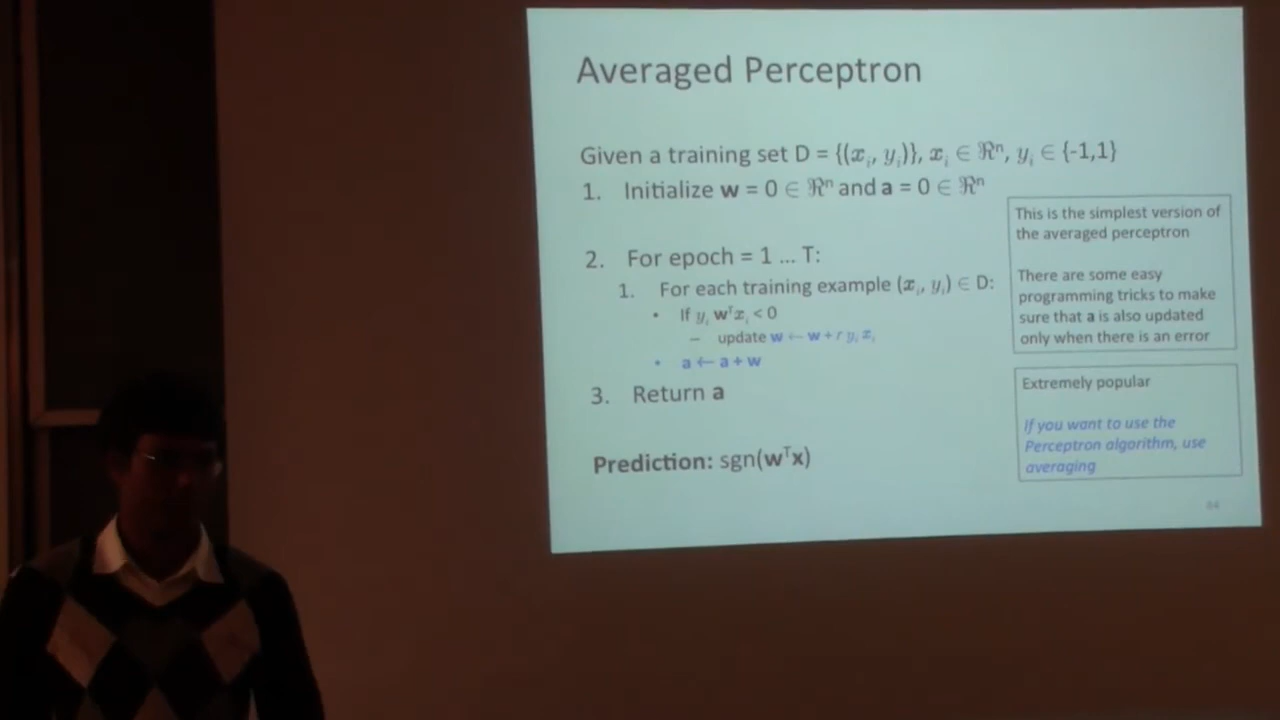 Averaged Perceptron
Given a training set D = {(xᵢ, yᵢ)}, xᵢ ∈ ℜⁿ, yᵢ ∈ {-1,1}
1. Initialize w = 0 ∈ ℜⁿ and a = 0 ∈ ℜⁿ
2. For epoch = 1 ... T:
1. For each training example (xᵢ, yᵢ) ∈ D:
• If yᵢ wᵀxᵢ < 0
– update w ← w + r yᵢ xᵢ
• a ← a + w
3. Return a
Prediction: sgn(wᵀx)
This is the simplest version of
the averaged perceptron
There are some easy
programming tricks to make
sure that a is also updated
only when there is an error
Extremely popular
If you want to use the
Perceptron algorithm, use
averaging